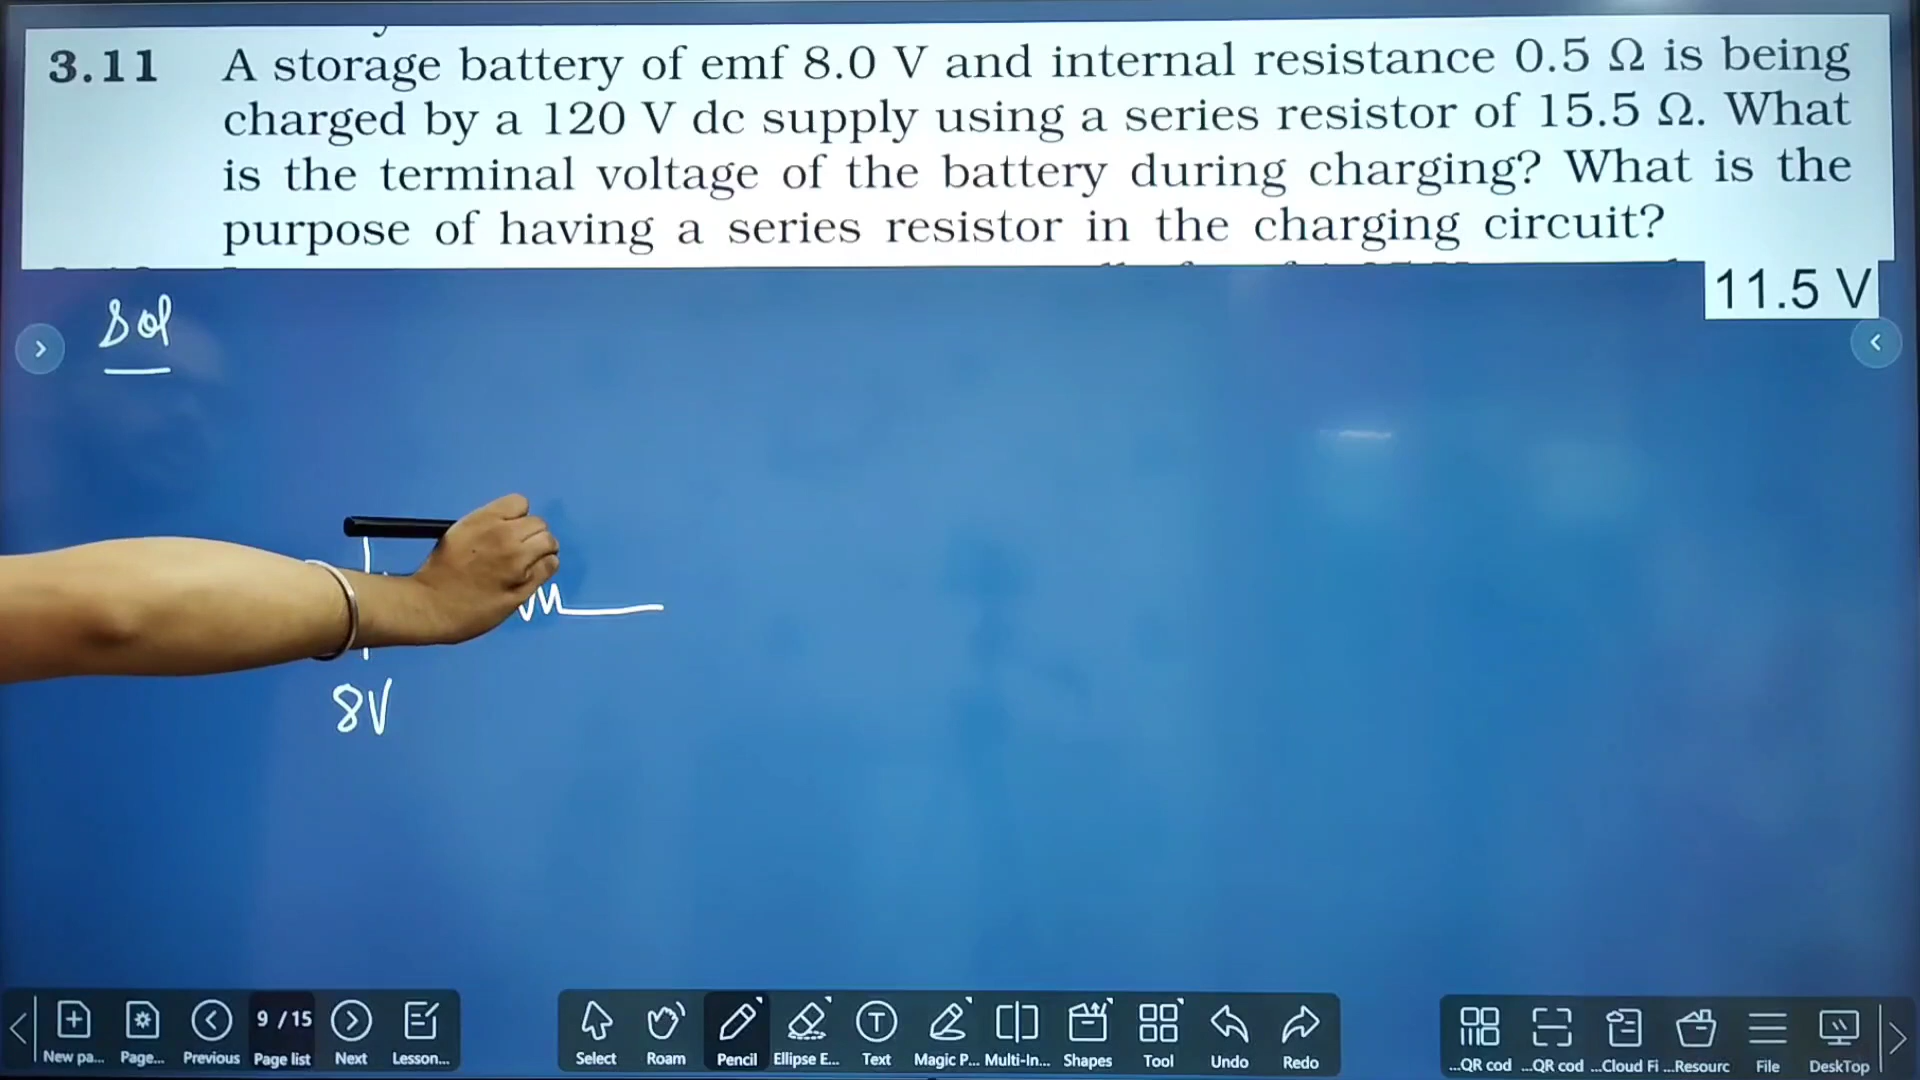 3.11 A storage battery of emf 8.0 V and internal resistance 0.5 Ω is being
charged by a 120 V dc supply using a series resistor of 15.5 Ω. What
is the terminal voltage of the battery during charging? What is the
purpose of having a series resistor in the charging circuit?
11.5 V
Sol
8V
New pa... Page... Previous 9 /15 Page list Next Lesson... Select Roam Pencil Ellipse E... Text Magic P... Multi-In... Shapes Tool Undo Redo ...QR cod ...QR cod ...Cloud Fi ...Resourc File DeskTop